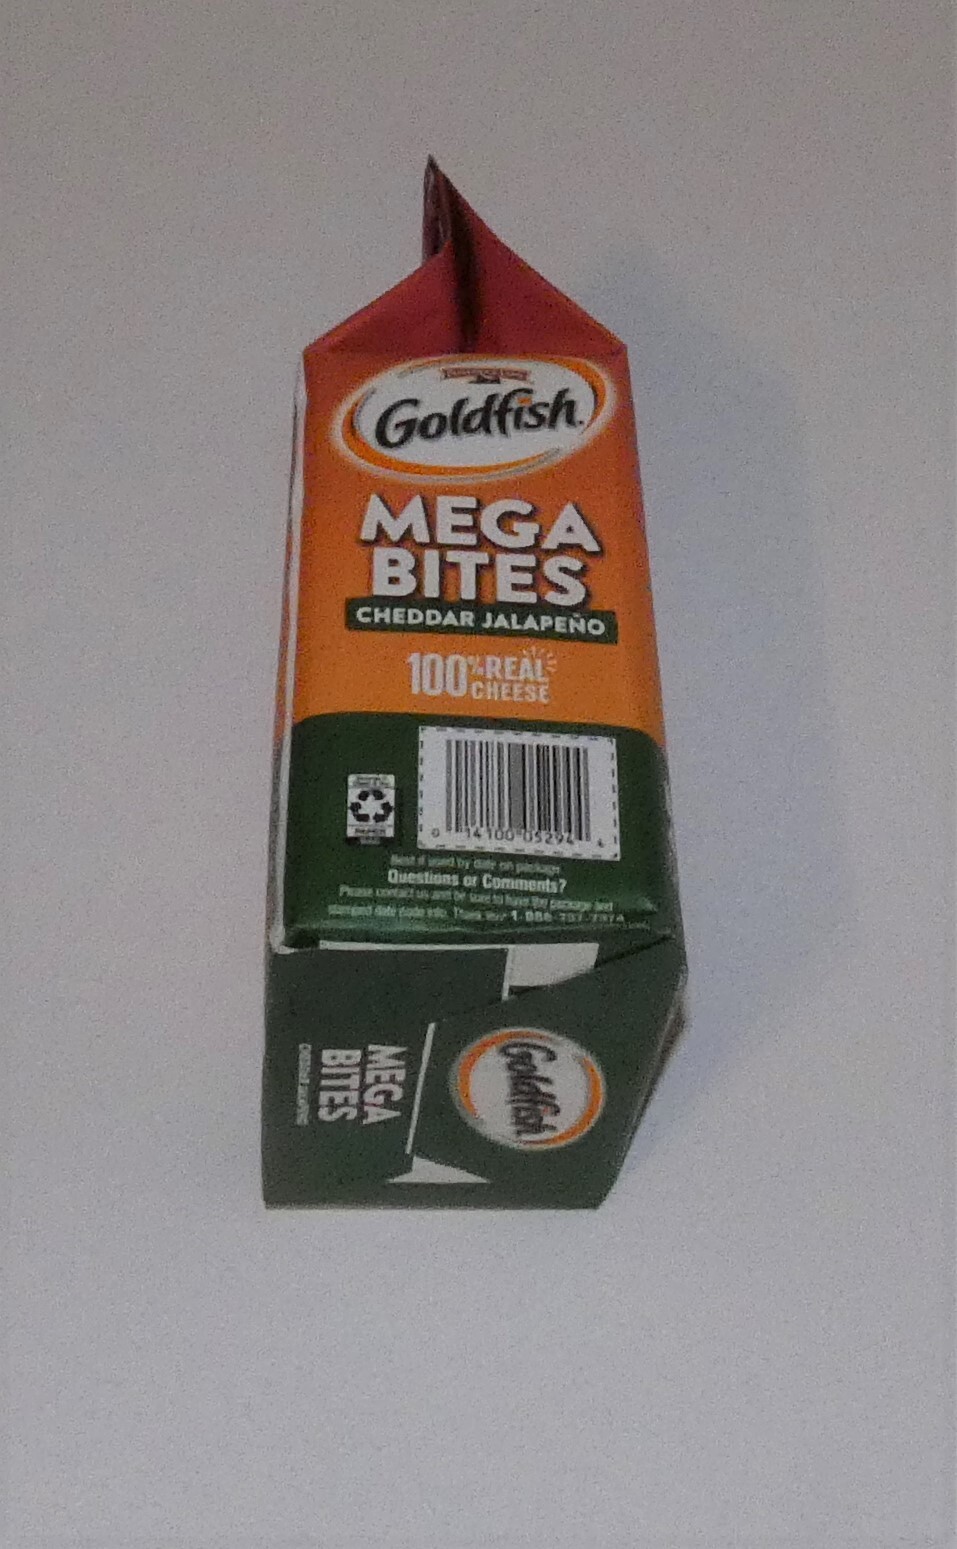 Goldfish.
MEGA
BITES
CHEDDAR JALAPEÑO
100% REAL
CHEESE
0 14100 05294 4
Best if used by date on package.
Questions or Comments?
Please contact us and be sure to have the package and
stamped date code info. Thank you!
MEGA
BITES
CHEDDAR JALAPEÑO
Goldfish